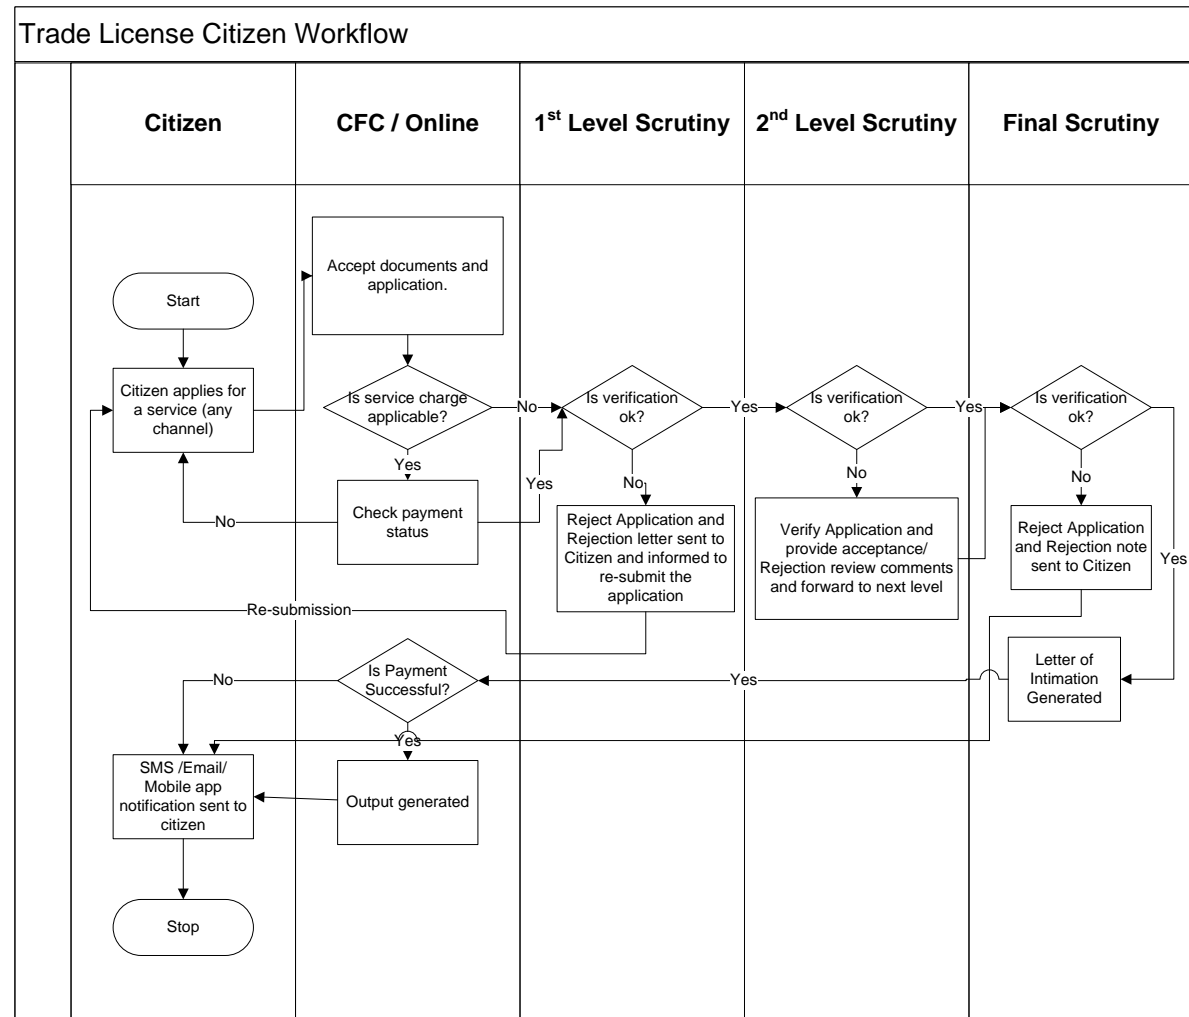 Trade License Citizen Workflow
Citizen
CFC / Online
1st Level Scrutiny
2nd Level Scrutiny
Final Scrutiny
Start
Citizen applies for
a service (any
channel)
Accept documents and
application.
Is service charge
applicable?
No
Yes
Check payment
status
No
Yes
Is verification
ok?
Yes
No
Reject Application and
Rejection letter sent to
Citizen and informed to
re-submit the
application
Re-submission
Is verification
ok?
Yes
No
Verify Application and
provide acceptance/
Rejection review comments
and forward to next level
Is verification
ok?
No
Yes
Reject Application
and Rejection note
sent to Citizen
Letter of
Intimation
Generated
Yes
Is Payment
Successful?
No
Yes
Output generated
SMS /Email/
Mobile app
notification sent to
citizen
Stop